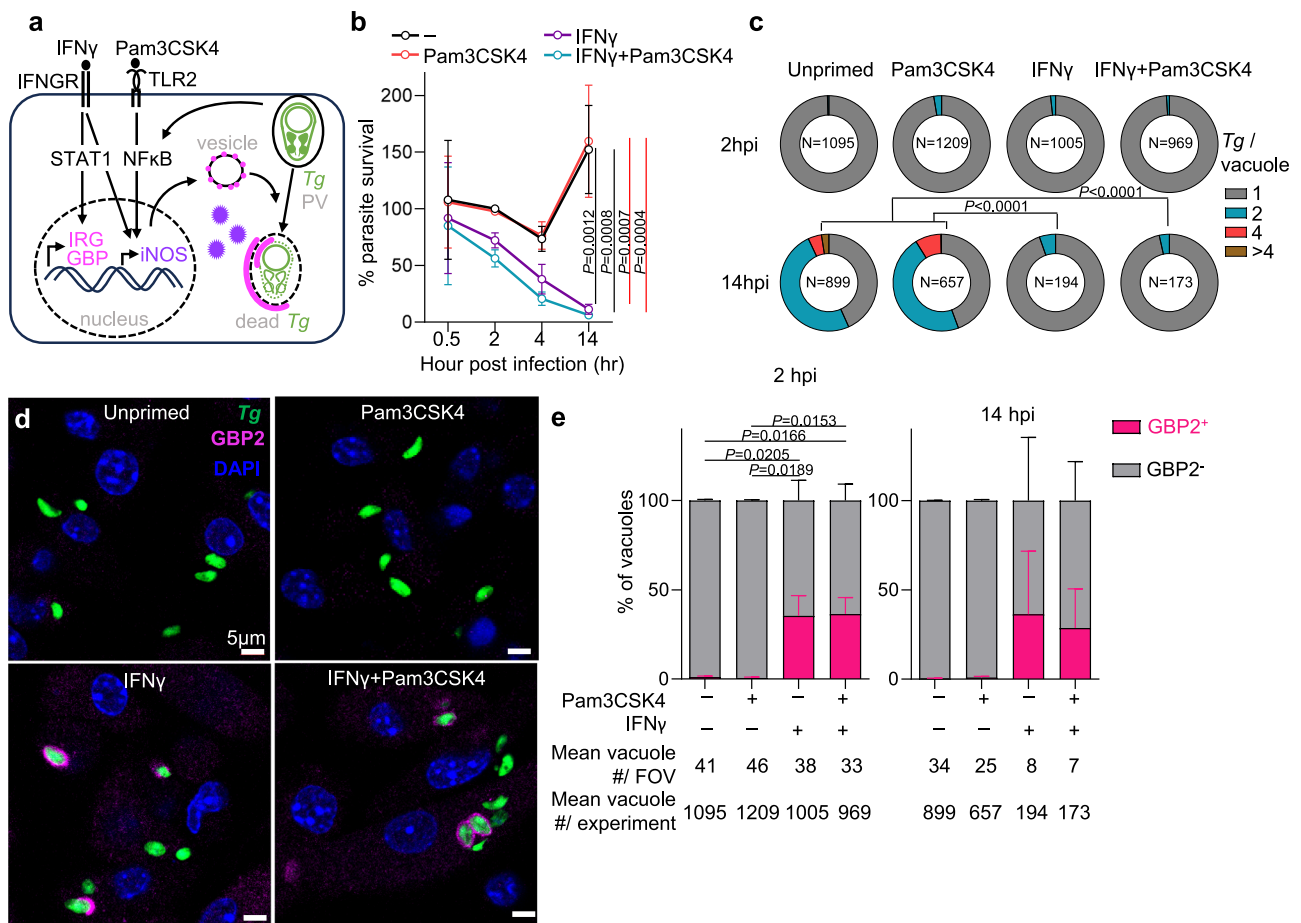 a
IFNγ
Pam3CSK4
IFNGR
TLR2
STAT1
NFκB
vesicle
Tg
PV
IRG
GBP
iNOS
nucleus
dead Tg
b
–
IFNγ
Pam3CSK4
IFNγ+Pam3CSK4
% parasite survival
200
150
100
50
0
0.5 2 4 14
Hour post infection (hr)
P=0.0012
P=0.0008
P=0.0007
P=0.0004
c
Unprimed Pam3CSK4 IFNγ IFNγ+Pam3CSK4
2hpi
N=1095 N=1209 N=1005 N=969
P<0.0001
P<0.0001
14hpi
N=899 N=657 N=194 N=173
Tg /
vacuole
1
2
4
>4
d
Unprimed
Tg
GBP2
DAPI
5µm
Pam3CSK4
IFNγ
IFNγ+Pam3CSK4
e
2 hpi
P=0.0153
P=0.0166
P=0.0205
P=0.0189
14 hpi
GBP2+
GBP2-
% of vacuoles
100
50
0
100
50
0
Pam3CSK4 – + – + – + – +
IFNγ – – + + – – + +
Mean vacuole
#/ FOV
41 46 38 33 34 25 8 7
Mean vacuole
#/ experiment
1095 1209 1005 969 899 657 194 173